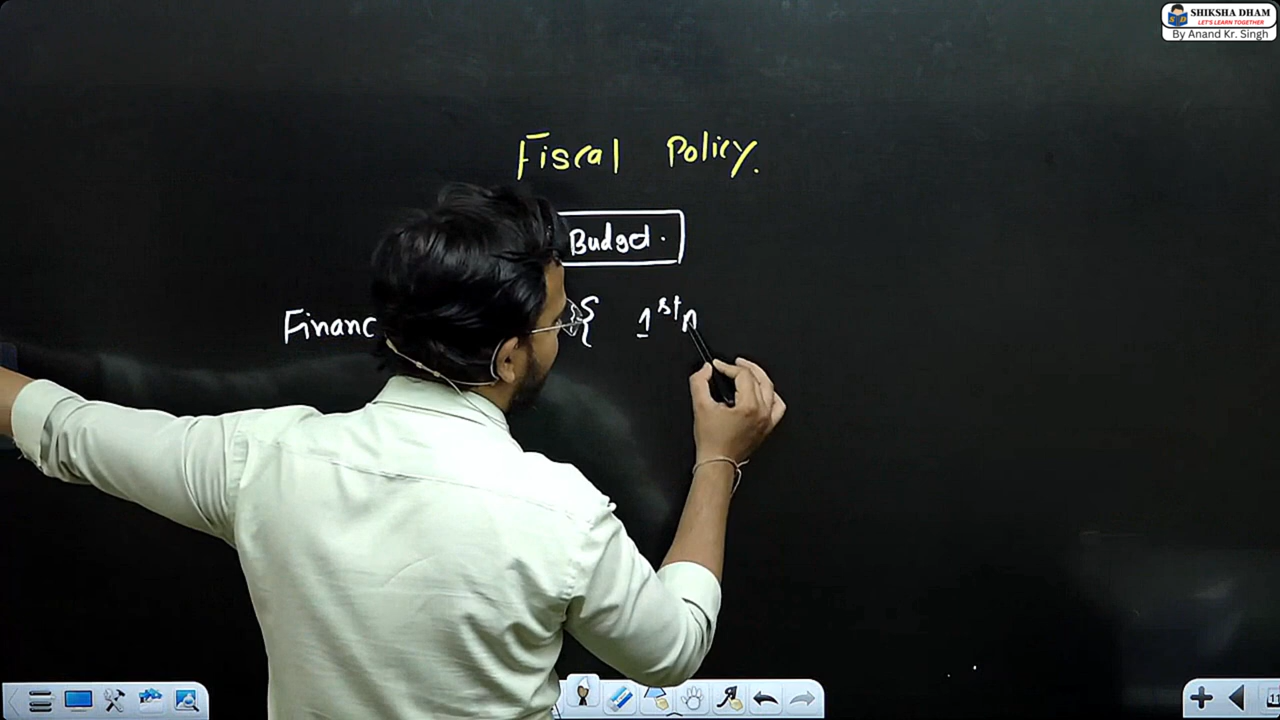 SHIKSHA DHAM
LET'S LEARN TOGETHER
By Anand Kr. Singh
Fiscal Policy.
Budget.
Financ
1st